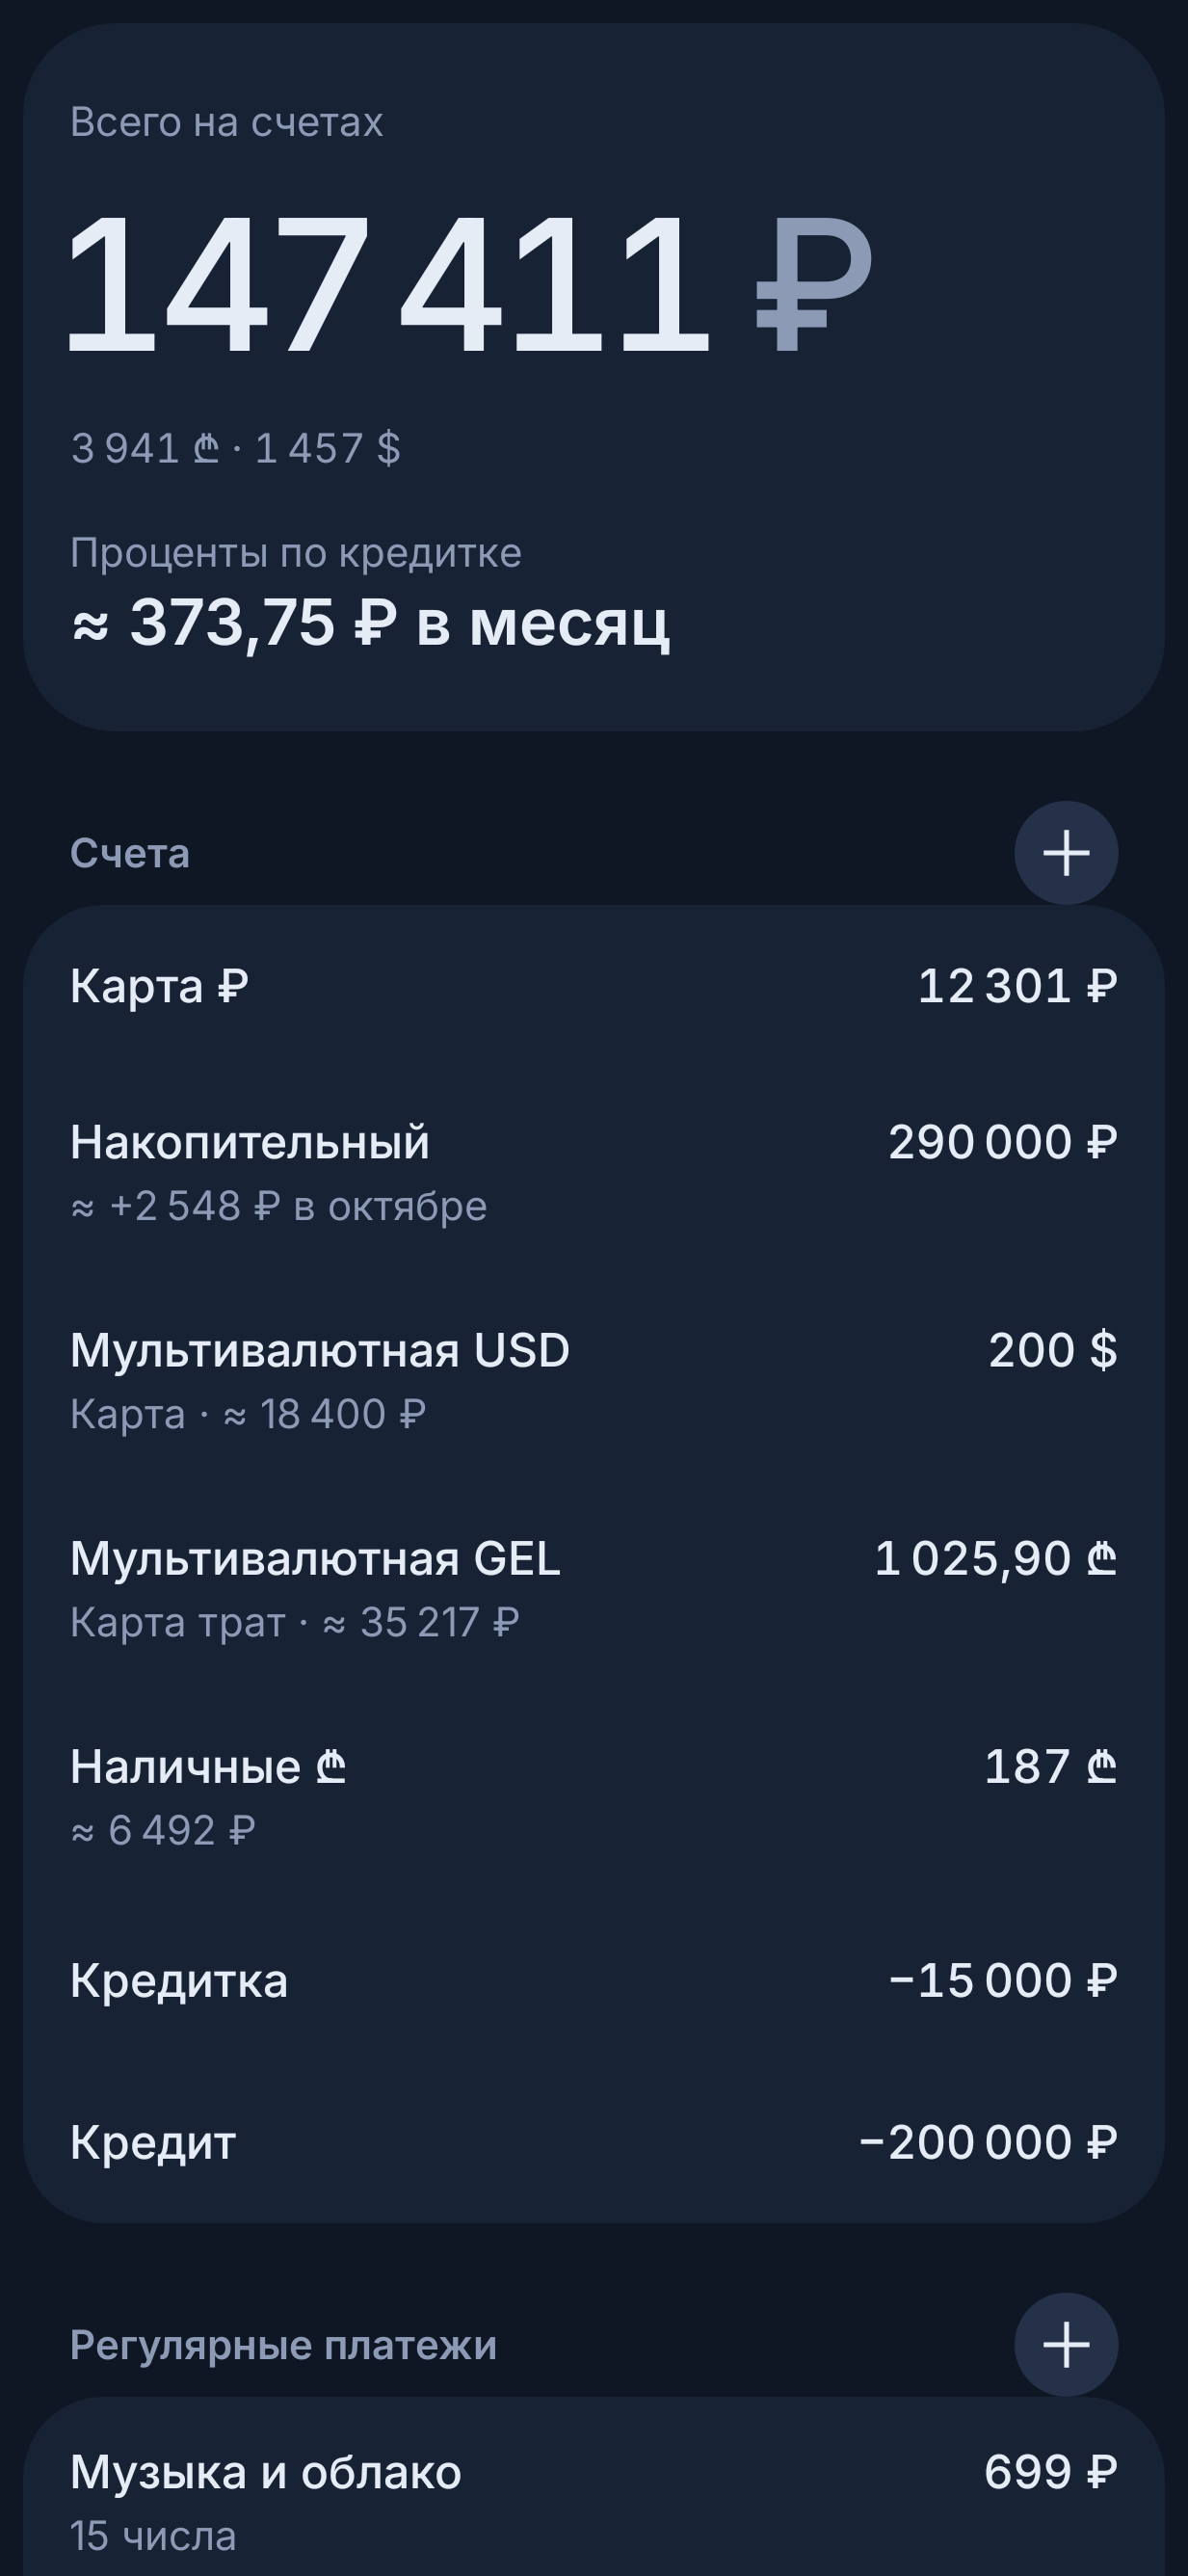 Всего на счетах
147 411 ₽
3 941 ₾ · 1 457 $
Проценты по кредитке
≈ 373,75 ₽ в месяц
Счета
Карта ₽ 12 301 ₽
Накопительный 290 000 ₽
≈ +2 548 ₽ в октябре
Мультивалютная USD 200 $
Карта · ≈ 18 400 ₽
Мультивалютная GEL 1 025,90 ₾
Карта трат · ≈ 35 217 ₽
Наличные ₾ 187 ₾
≈ 6 492 ₽
Кредитка −15 000 ₽
Кредит −200 000 ₽
Регулярные платежи
Музыка и облако 699 ₽
15 числа